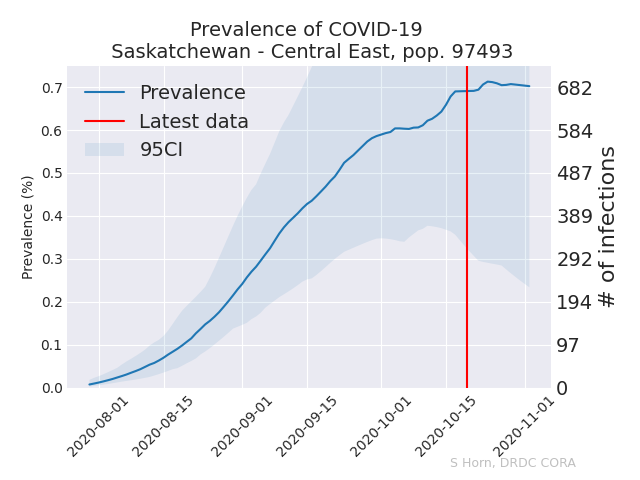 Prevalence of COVID-19
Saskatchewan - Central East, pop. 97493
Prevalence
Latest data
95CI
Prevalence (%)
0.7
0.6
0.5
0.4
0.3
0.2
0.1
0.0
682
584
487
389
292
194
97
0
# of infections
2020-08-01
2020-08-15
2020-09-01
2020-09-15
2020-10-01
2020-10-15
2020-11-01
S Horn, DRDC CORA